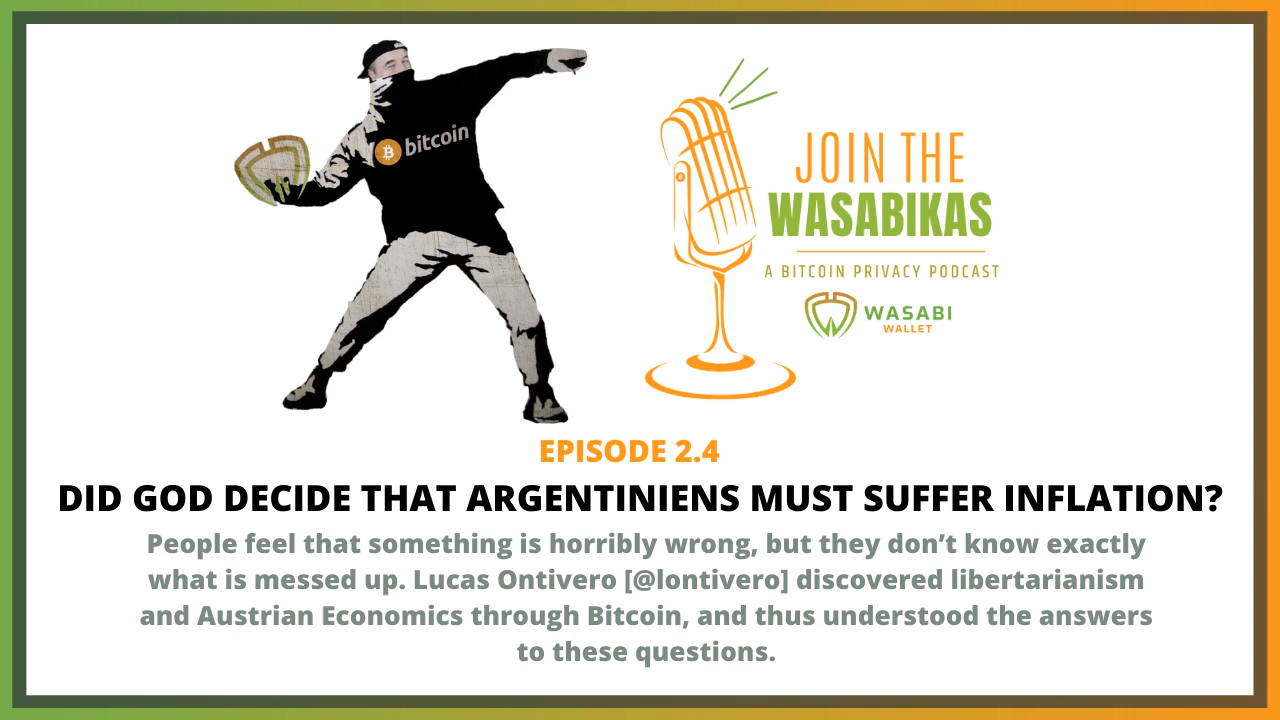 bitcoin
JOIN THE
WASABIKAS
A BITCOIN PRIVACY PODCAST
WASABI
WALLET
EPISODE 2.4
DID GOD DECIDE THAT ARGENTINIENS MUST SUFFER INFLATION?
People feel that something is horribly wrong, but they don’t know exactly
what is messed up. Lucas Ontivero [@lontivero] discovered libertarianism
and Austrian Economics through Bitcoin, and thus understood the answers
to these questions.